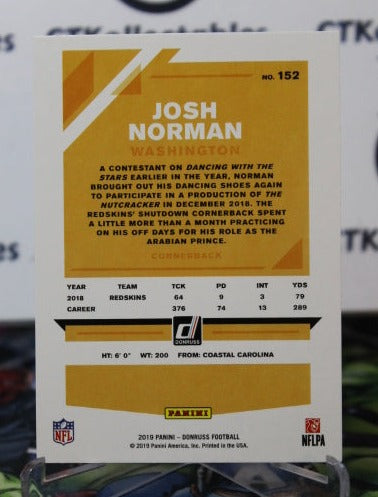 CTKollectables
NO. 152
JOSH
NORMAN
WASHINGTON
A CONTESTANT ON DANCING WITH THE
STARS EARLIER IN THE YEAR, NORMAN
BROUGHT OUT HIS DANCING SHOES AGAIN
TO PARTICIPATE IN A PRODUCTION OF THE
NUTCRACKER IN DECEMBER 2018. THE
REDSKINS' SHUTDOWN CORNERBACK SPENT
A LITTLE MORE THAN A MONTH PRACTICING
ON HIS OFF DAYS FOR HIS ROLE AS THE
ARABIAN PRINCE.
CORNERBACK
YEAR TEAM TCK PD INT YDS
2018 REDSKINS 64 9 3 79
CAREER 376 74 13 289
DONRUSS
HT: 6' 0" WT: 200 FROM: COASTAL CAROLINA
NFL
PANINI
NFLPA
2019 PANINI – DONRUSS FOOTBALL
© 2019 Panini America, Inc. Printed in the USA.